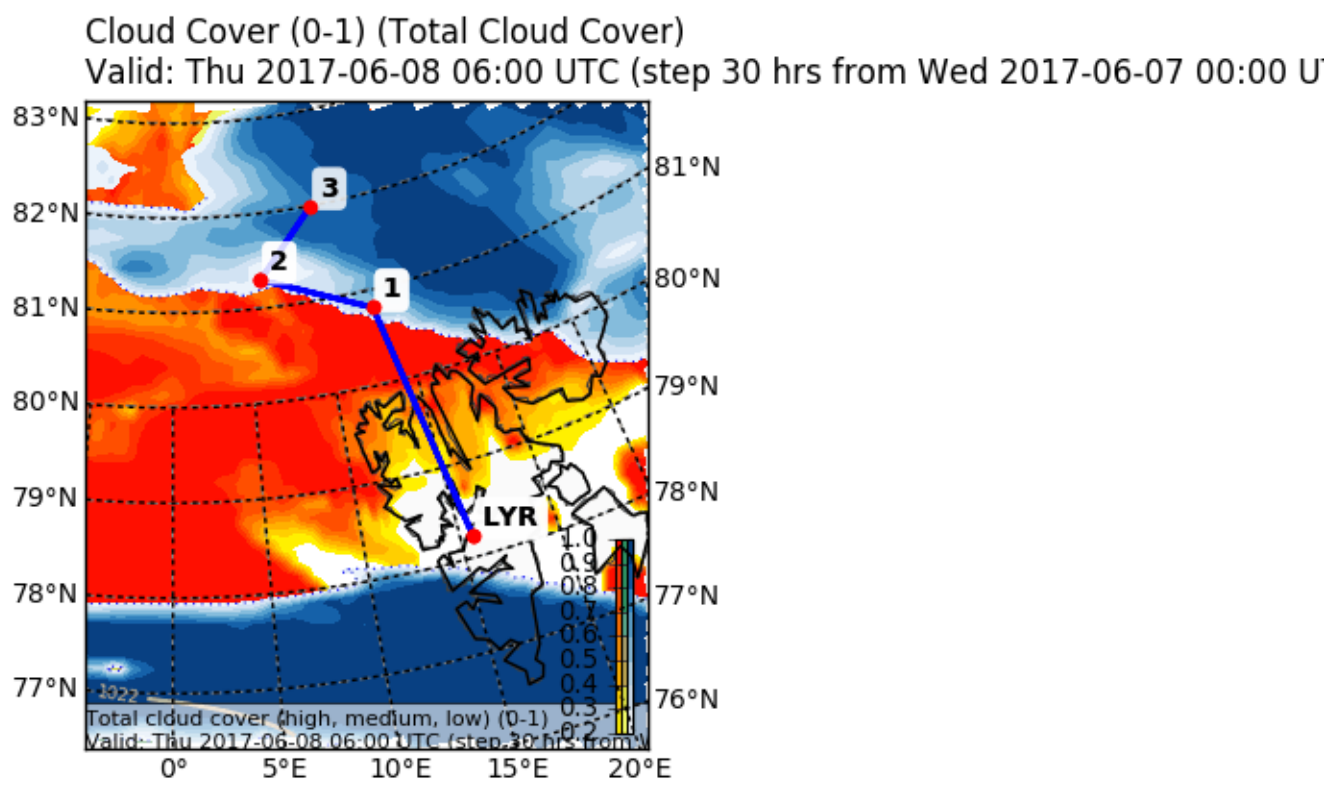 Cloud Cover (0-1) (Total Cloud Cover)
Valid: Thu 2017-06-08 06:00 UTC (step 30 hrs from Wed 2017-06-07 00:00 UT
83°N
81°N
3
82°N
80°N
2
1
81°N
79°N
80°N
78°N
79°N
LYR
1.0
0.9
0.8
78°N
77°N
0.7
0.6
0.5
77°N
1022
0.4
76°N
0.3
Total cloud cover (high, medium, low) (0-1)
0.2
Valid: Thu 2017-06-08 06:00 UTC (step 30 hrs from W
0°
5°E
10°E
15°E
20°E